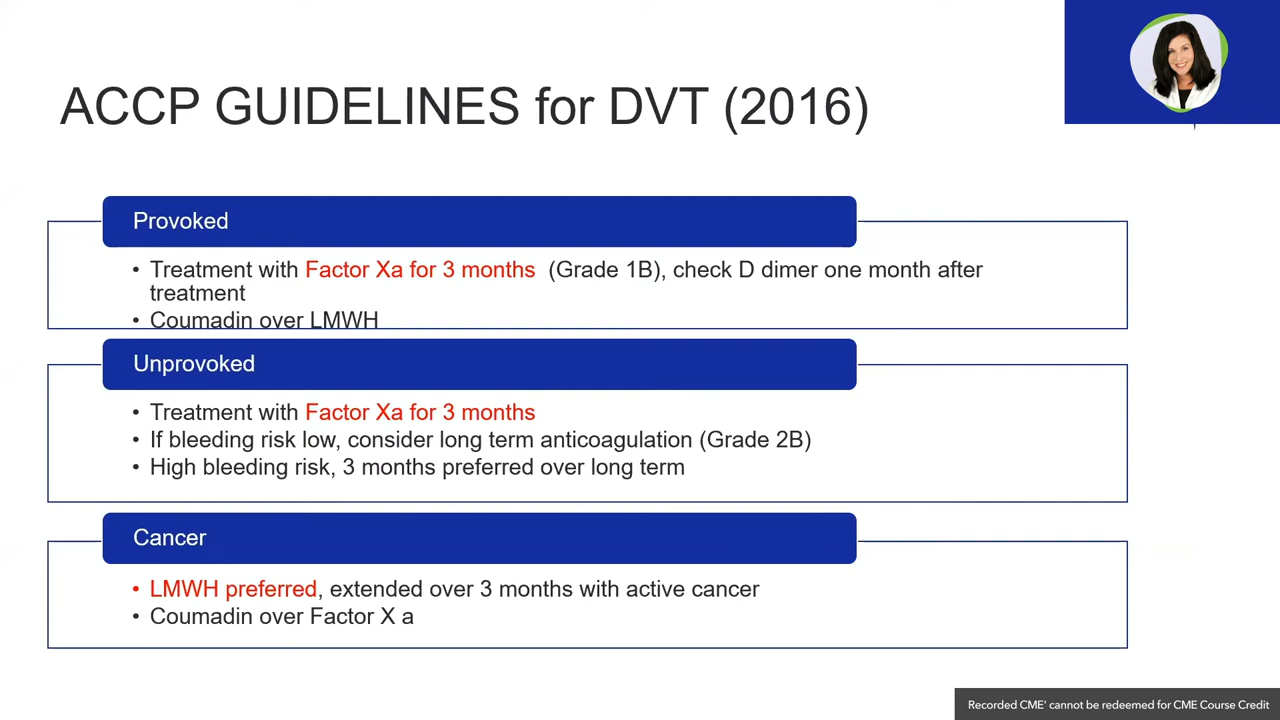 ACCP GUIDELINES for DVT (2016)
Provoked
• Treatment with Factor Xa for 3 months (Grade 1B), check D dimer one month after
treatment
• Coumadin over LMWH
Unprovoked
• Treatment with Factor Xa for 3 months
• If bleeding risk low, consider long term anticoagulation (Grade 2B)
• High bleeding risk, 3 months preferred over long term
Cancer
• LMWH preferred, extended over 3 months with active cancer
• Coumadin over Factor X a
Recorded CME' cannot be redeemed for CME Course Credit